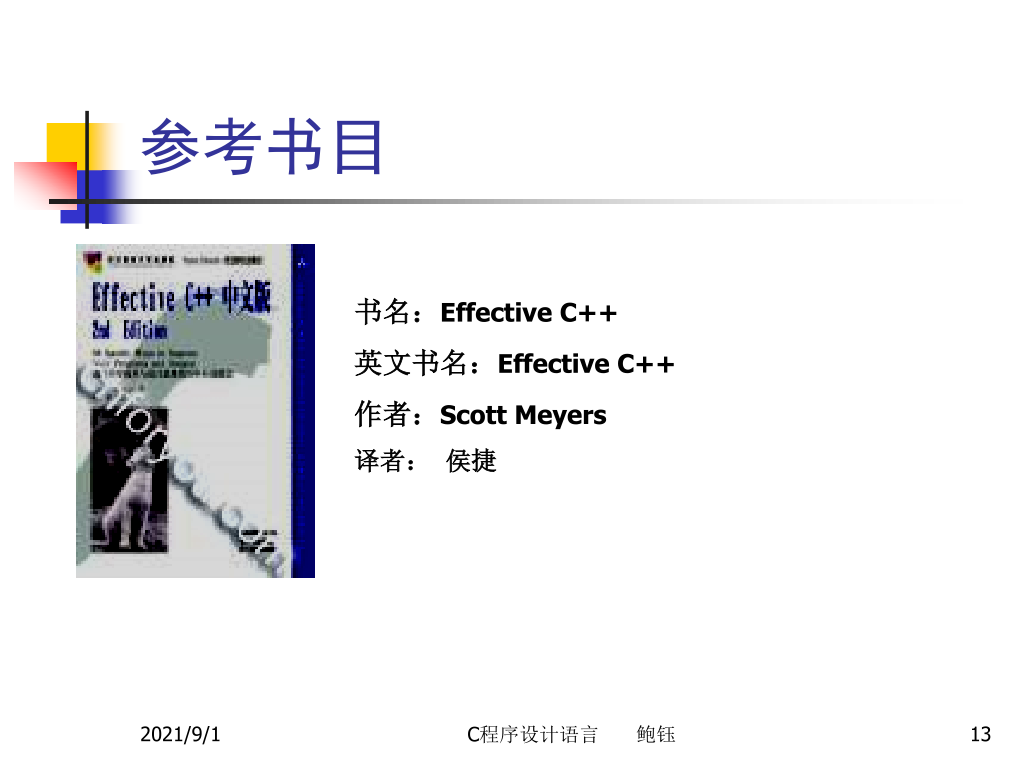 参考书目
Effective C++ 中文版
2nd Edition
书名：Effective C++
英文书名：Effective C++
作者：Scott Meyers
译者： 侯捷
2021/9/1
C程序设计语言 鲍钰
13